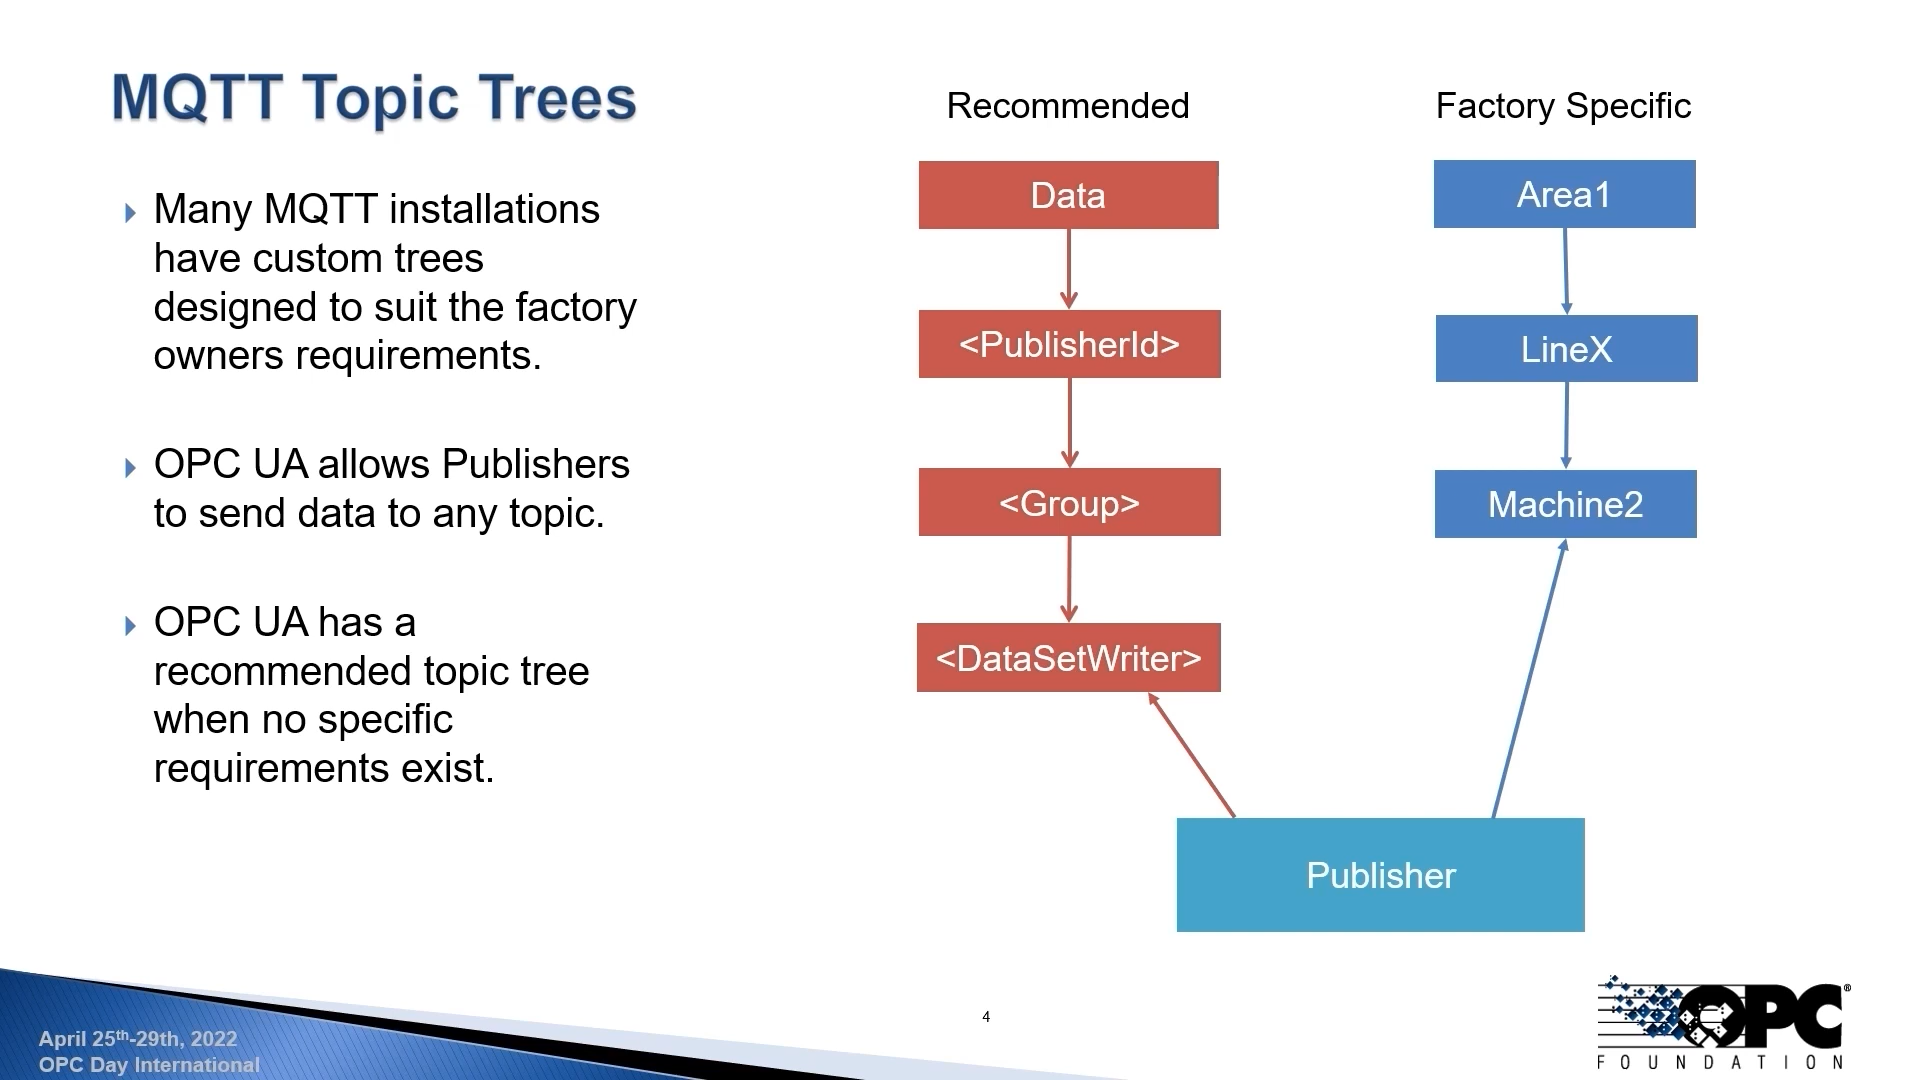 MQTT Topic Trees
Many MQTT installations
have custom trees
designed to suit the factory
owners requirements.
OPC UA allows Publishers
to send data to any topic.
OPC UA has a
recommended topic tree
when no specific
requirements exist.
Recommended
Data
<PublisherId>
<Group>
<DataSetWriter>
Factory Specific
Area1
LineX
Machine2
Publisher
April 25th-29th, 2022
OPC Day International
4
OPC®
FOUNDATION